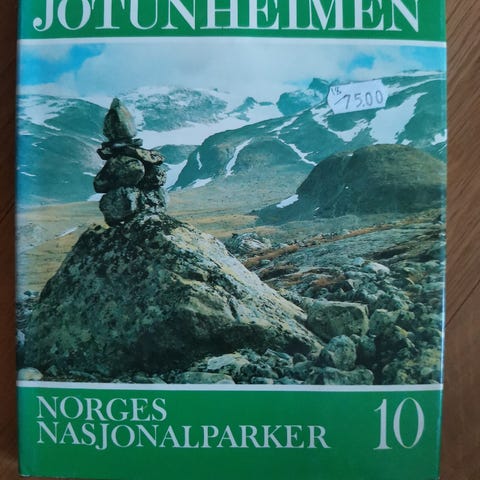 JOTUNHEIMEN
75.00
NORGES
NASJONALPARKER 10